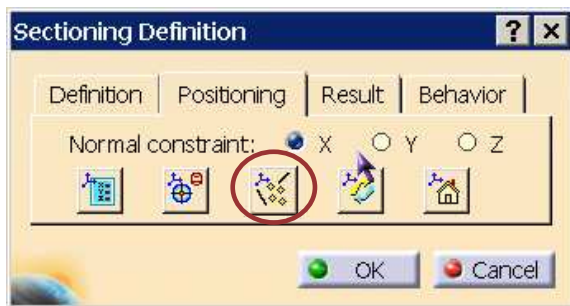 Sectioning Definition ? ×
Definition Positioning Result Behavior
Normal constraint: X Y Z
OK Cancel